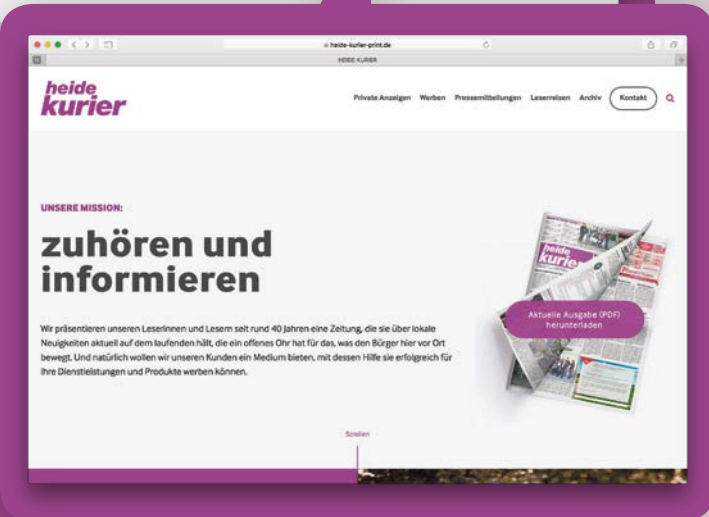 heide-kurier-print.de
HEIDE KURIER
heide
kurier
Private Anzeigen Werben Pressemitteilungen Leserreisen Archiv Kontakt
UNSERE MISSION:
zuhören und
informieren
Wir präsentieren unseren Leserinnen und Lesern seit rund 40 Jahren eine Zeitung, die sie über lokale
Neuigkeiten aktuell auf dem laufenden hält, die ein offenes Ohr hat für das, was den Bürger hier vor Ort
bewegt. Und natürlich wollen wir unseren Kunden ein Medium bieten, mit dessen Hilfe sie erfolgreich für
ihre Dienstleistungen und Produkte werben können.
heide
kurier
Aktuelle Ausgabe (PDF)
herunterladen
Scrollen